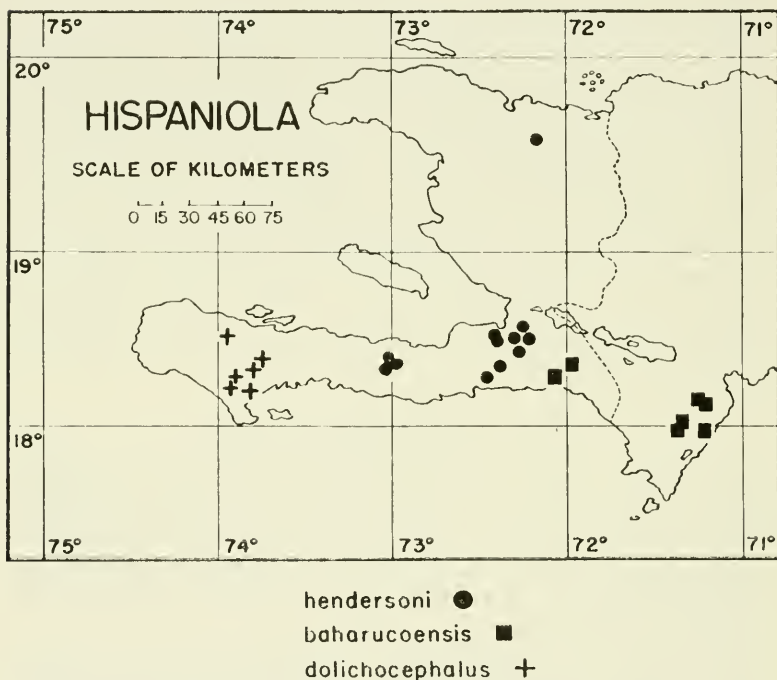 75° 74° 73° 72° 71°
20°
HISPANIOLA
SCALE OF KILOMETERS
0 15 30 45 60 75
19°
18°
75° 74° 73° 72° 71°
hendersoni
baharucoensis
dolichocephalus